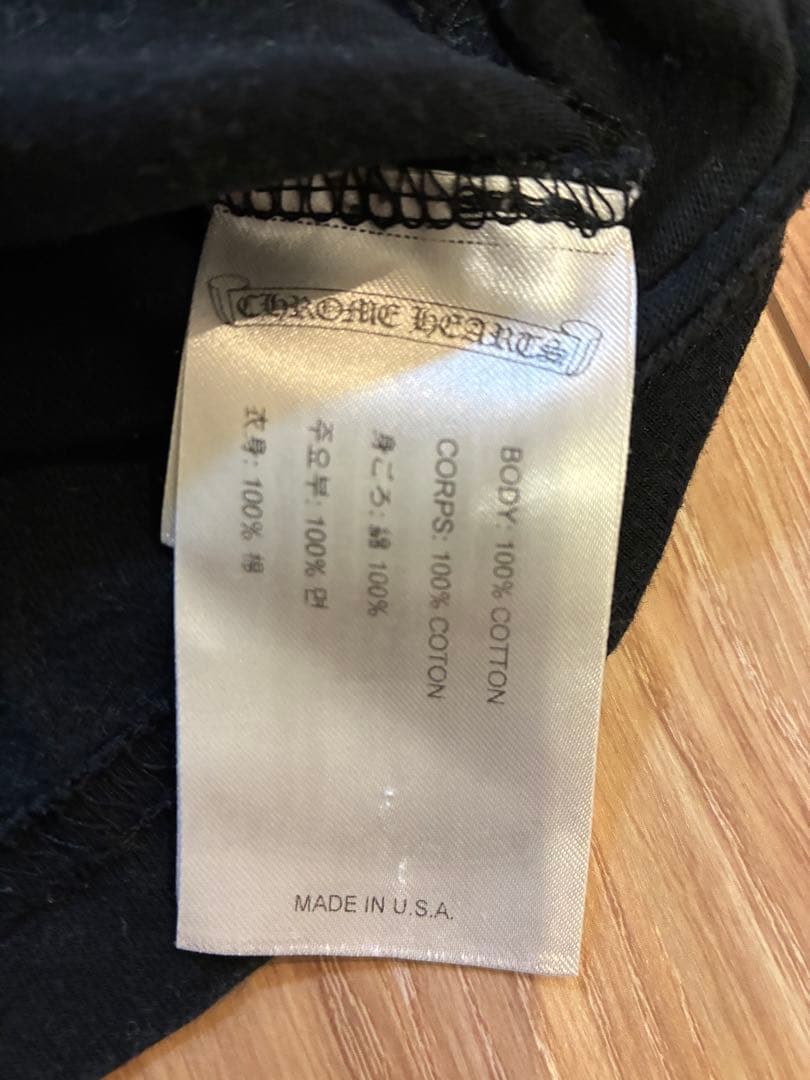 CHROME HEARTS
BODY: 100% COTTON
CORPS: 100% COTON
身ごろ: 綿 100%
주요부: 100% 면
衣身: 100% 棉
MADE IN U.S.A.